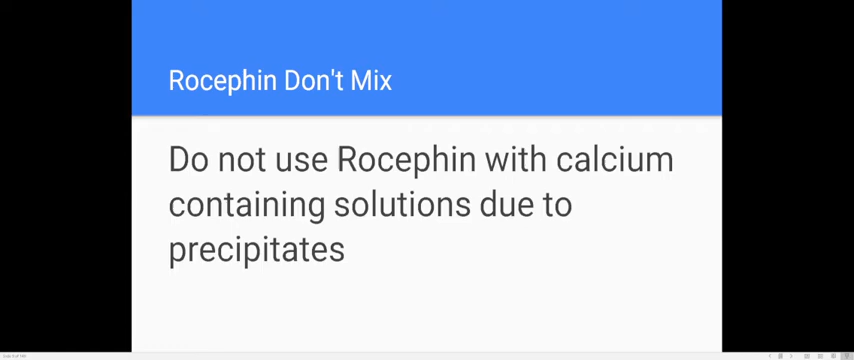 Rocephin Don't Mix
Do not use Rocephin with calcium
containing solutions due to
precipitates